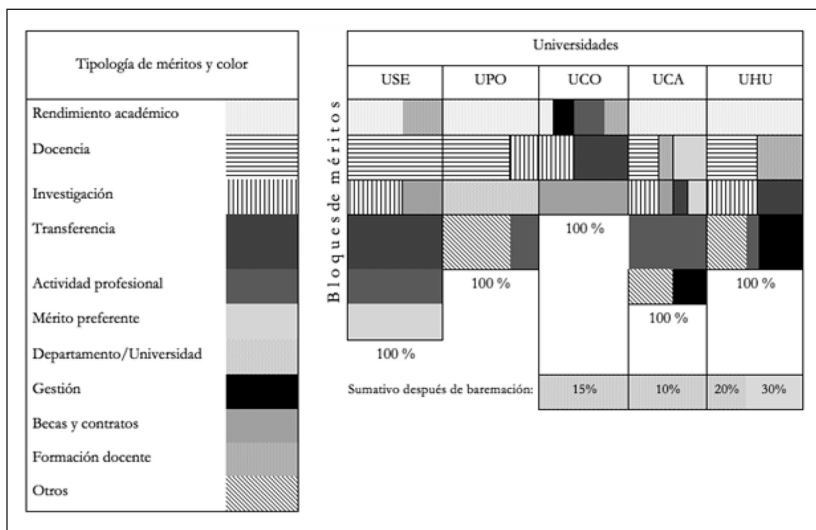 Tipología de méritos y color
Rendimiento académico
Docencia
Investigación
Transferencia
Actividad profesional
Mérito preferente
Departamento/Universidad
Gestión
Becas y contratos
Formación docente
Otros
Bloques de méritos
Universidades
USE UPO UCO UCA UHU
100 %
100 %
100 %
100 %
100 %
Sumativo después de baremación: 15% 10% 20% 30%